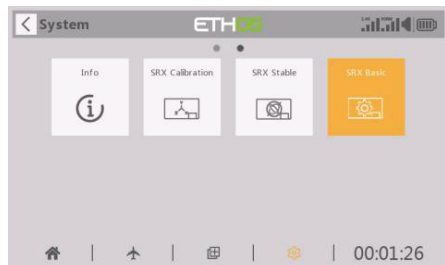 System
ETHOS
Info
SRX Calibration
SRX Stable
SRX Basic
00:01:26